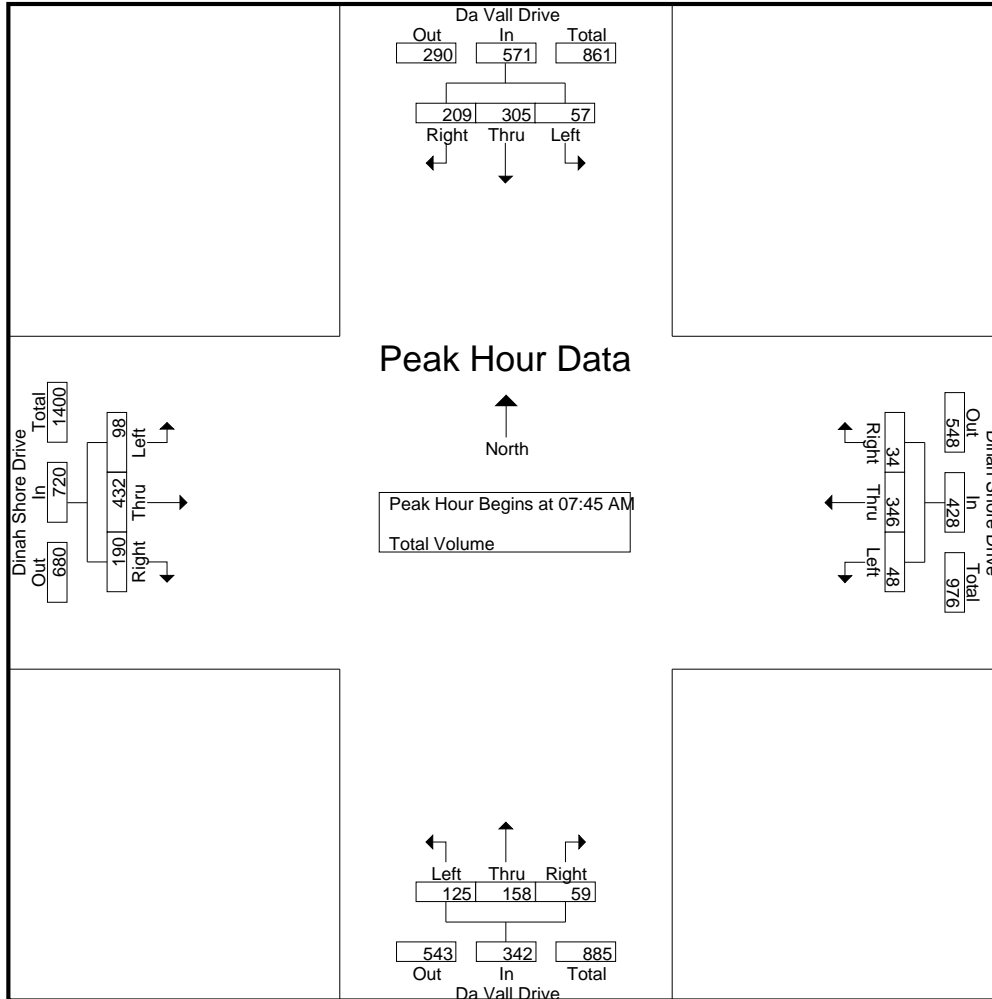 Da Vall Drive
Out In Total
290 571 861
209 305 57
Right Thru Left
Peak Hour Data
North
Peak Hour Begins at 07:45 AM
Total Volume
Dinah Shore Drive
Out In Total
680 720 1400
190 432 98
Right Thru Left
Dinah Shore Drive
Out In Total
548 428 976
34 346 48
Right Thru Left
Left Thru Right
125 158 59
543 342 885
Out In Total
Da Vall Drive